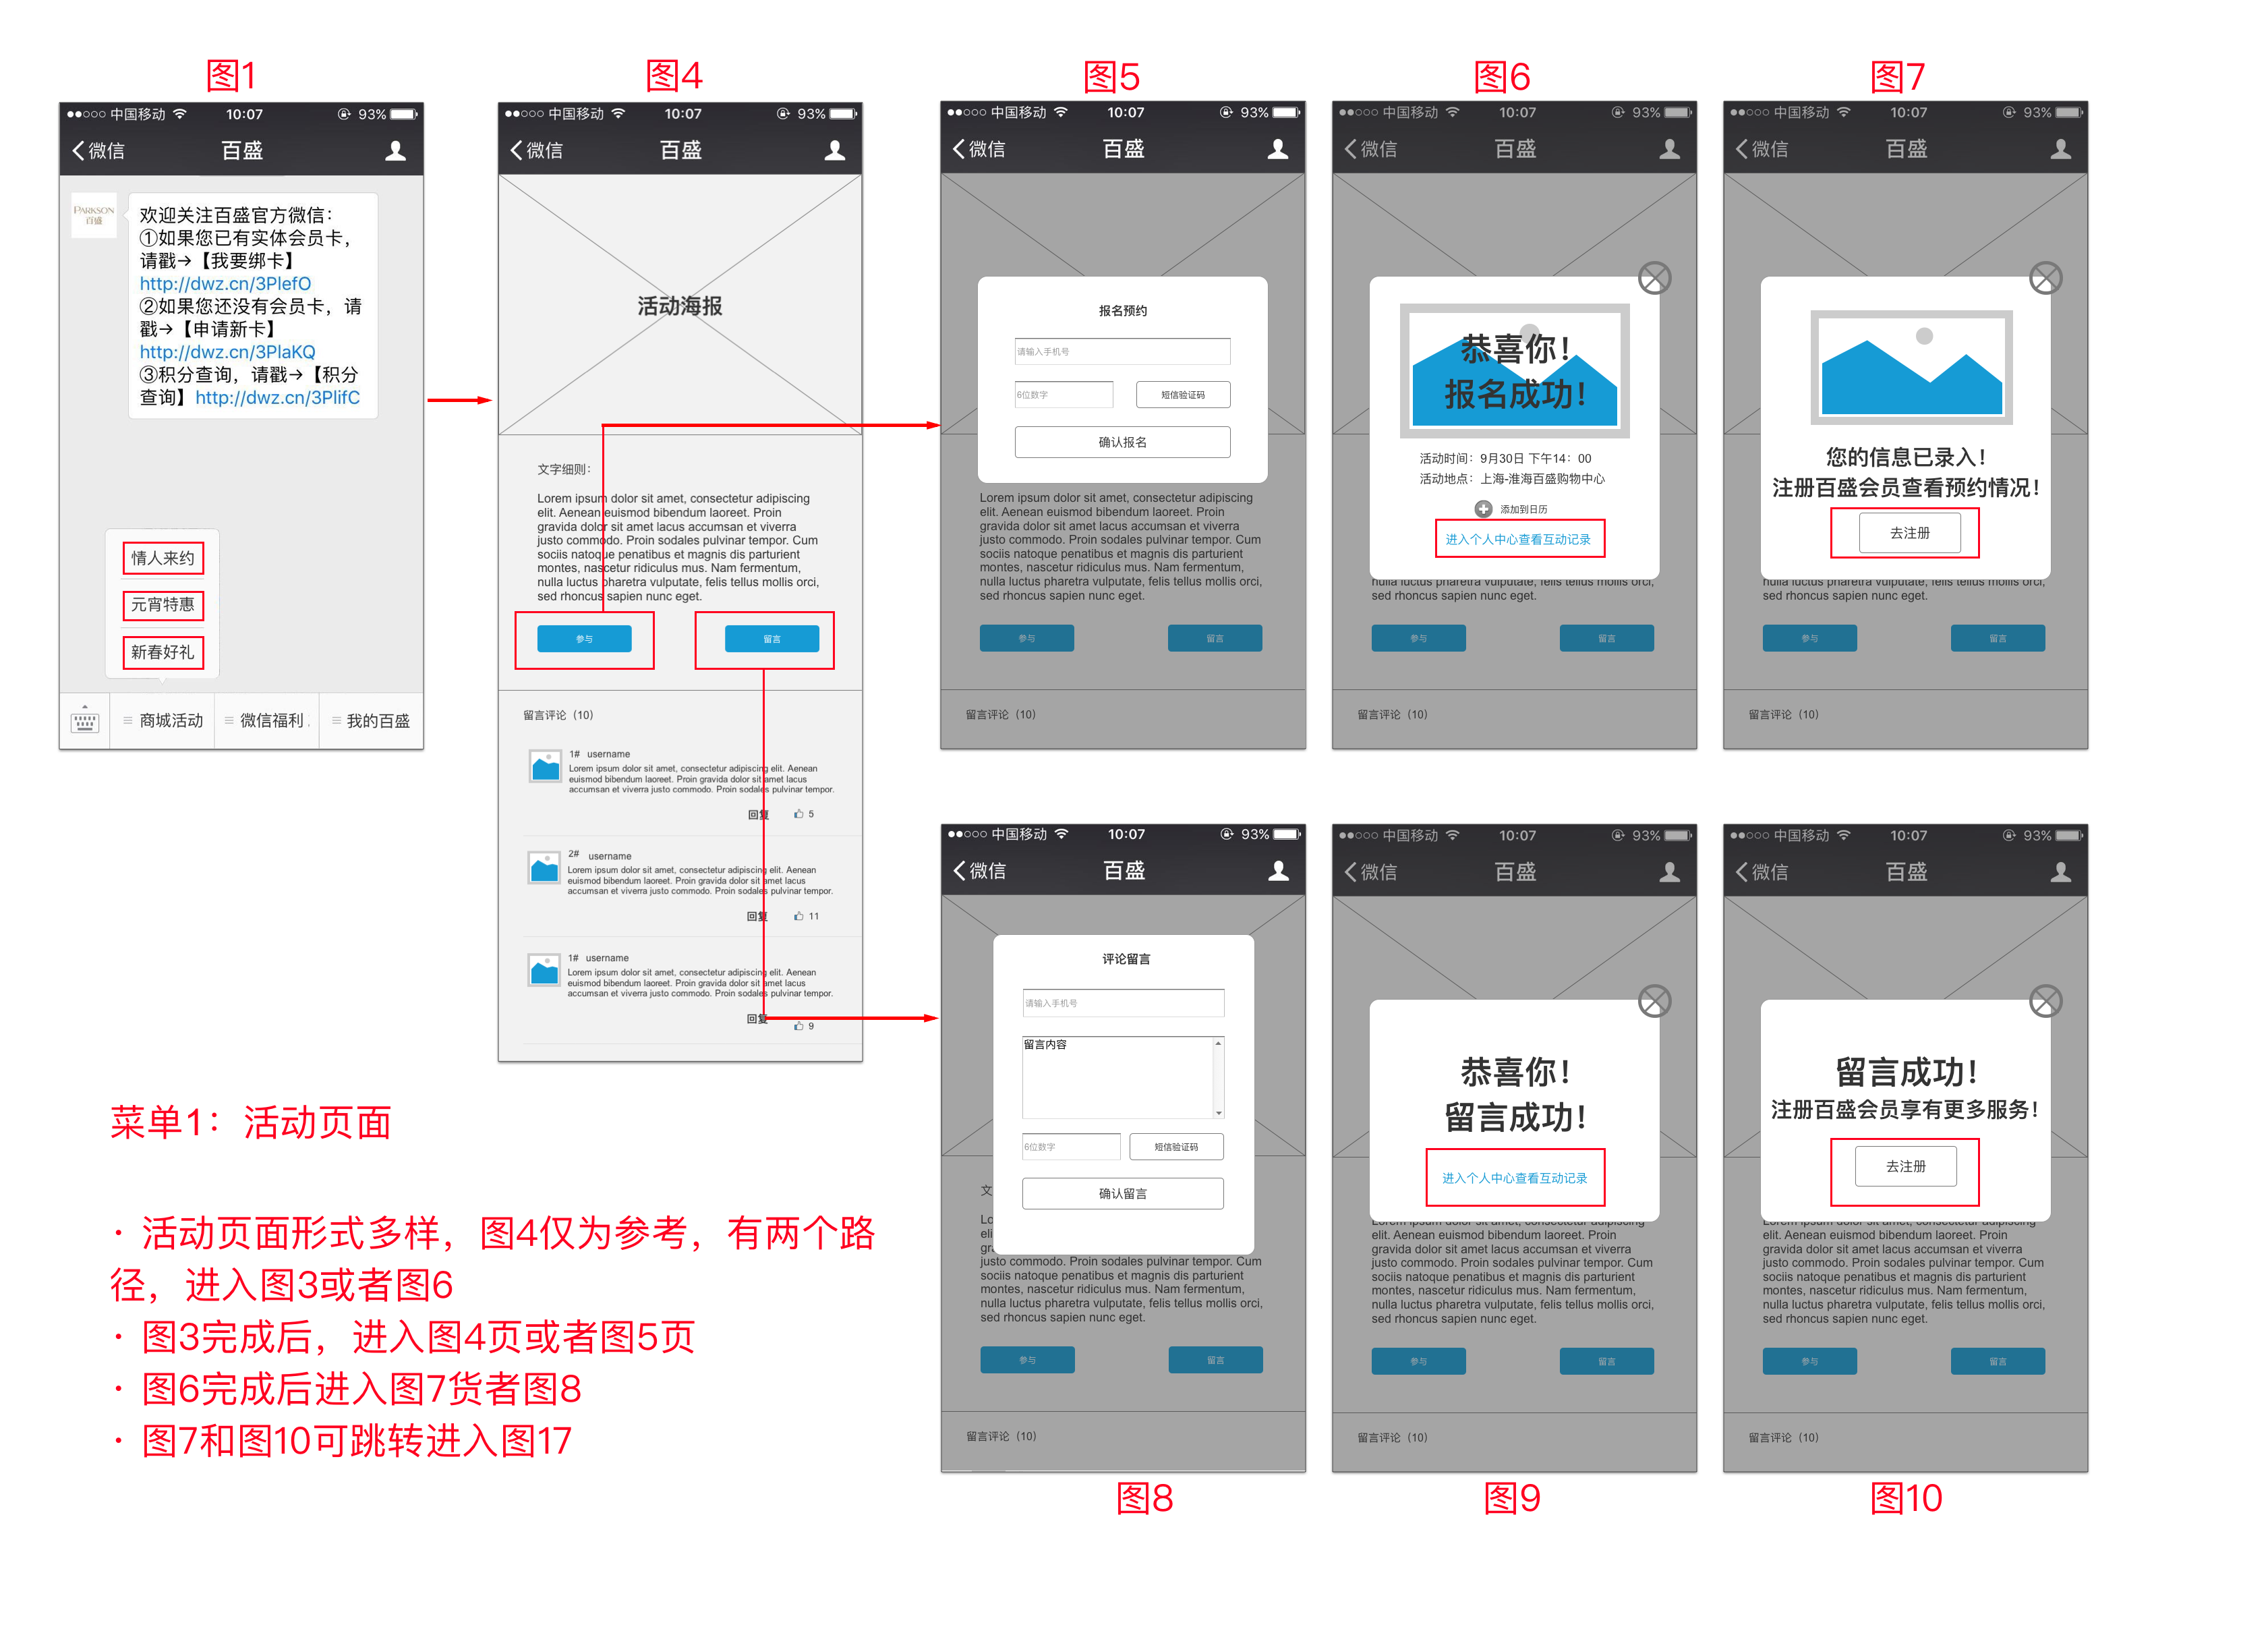 图1
中国移动 10:07 93%
微信 百盛
PARKSON
百盛
欢迎关注百盛官方微信：
①如果您已有实体会员卡，
请戳→【我要绑卡】
http://dwz.cn/3PlefO
②如果您还没有会员卡，请
戳→【申请新卡】
http://dwz.cn/3PlaKQ
③积分查询，请戳→【积分
查询】http://dwz.cn/3PlifC
情人来约
元宵特惠
新春好礼
商城活动 微信福利 我的百盛
图4
中国移动 10:07 93%
微信 百盛
活动海报
文字细则：
Lorem ipsum dolor sit amet, consectetur adipiscing
elit. Aenean euismod bibendum laoreet. Proin
gravida dolor sit amet lacus accumsan et viverra
justo commodo. Proin sodales pulvinar tempor. Cum
sociis natoque penatibus et magnis dis parturient
montes, nascetur ridiculus mus. Nam fermentum,
nulla luctus pharetra vulputate, felis tellus mollis orci,
sed rhoncus sapien nunc eget.
参与 留言
留言评论（10）
1# username
Lorem ipsum dolor sit amet, consectetur adipiscing elit. Aenean
euismod bibendum laoreet. Proin gravida dolor sit amet lacus
accumsan et viverra justo commodo. Proin sodales pulvinar tempor.
回复 5
2# username
Lorem ipsum dolor sit amet, consectetur adipiscing elit. Aenean
euismod bibendum laoreet. Proin gravida dolor sit amet lacus
accumsan et viverra justo commodo. Proin sodales pulvinar tempor.
回复 11
1# username
Lorem ipsum dolor sit amet, consectetur adipiscing elit. Aenean
euismod bibendum laoreet. Proin gravida dolor sit amet lacus
accumsan et viverra justo commodo. Proin sodales pulvinar tempor.
回复 9
图5
中国移动 10:07 93%
微信 百盛
报名预约
请输入手机号
6位数字 短信验证码
确认报名
Lorem ipsum dolor sit amet, consectetur adipiscing
elit. Aenean euismod bibendum laoreet. Proin
gravida dolor sit amet lacus accumsan et viverra
justo commodo. Proin sodales pulvinar tempor. Cum
sociis natoque penatibus et magnis dis parturient
montes, nascetur ridiculus mus. Nam fermentum,
nulla luctus pharetra vulputate, felis tellus mollis orci,
sed rhoncus sapien nunc eget.
参与 留言
留言评论（10）
图6
中国移动 10:07 93%
微信 百盛
恭喜你！
报名成功！
活动时间：9月30日 下午14：00
活动地点：上海-淮海百盛购物中心
添加到日历
进入个人中心查看互动记录
nulla luctus pharetra vulputate, felis tellus mollis orci,
sed rhoncus sapien nunc eget.
参与 留言
留言评论（10）
图7
中国移动 10:07 93%
微信 百盛
您的信息已录入！
注册百盛会员查看预约情况！
去注册
nulla luctus pharetra vulputate, felis tellus mollis orci,
sed rhoncus sapien nunc eget.
参与 留言
留言评论（10）
菜单1：活动页面
· 活动页面形式多样，图4仅为参考，有两个路
径，进入图3或者图6
· 图3完成后，进入图4页或者图5页
· 图6完成后进入图7货者图8
· 图7和图10可跳转进入图17
中国移动 10:07 93%
微信 百盛
评论留言
请输入手机号
留言内容
6位数字 短信验证码
确认留言
文
Lo
eli
gr
justo commodo. Proin sodales pulvinar tempor. Cum
sociis natoque penatibus et magnis dis parturient
montes, nascetur ridiculus mus. Nam fermentum,
nulla luctus pharetra vulputate, felis tellus mollis orci,
sed rhoncus sapien nunc eget.
参与 留言
留言评论（10）
图8
中国移动 10:07 93%
微信 百盛
恭喜你！
留言成功！
进入个人中心查看互动记录
Lorem ipsum dolor sit amet, consectetur adipiscing
elit. Aenean euismod bibendum laoreet. Proin
gravida dolor sit amet lacus accumsan et viverra
justo commodo. Proin sodales pulvinar tempor. Cum
sociis natoque penatibus et magnis dis parturient
montes, nascetur ridiculus mus. Nam fermentum,
nulla luctus pharetra vulputate, felis tellus mollis orci,
sed rhoncus sapien nunc eget.
参与 留言
留言评论（10）
图9
中国移动 10:07 93%
微信 百盛
留言成功！
注册百盛会员享有更多服务！
去注册
Lorem ipsum dolor sit amet, consectetur adipiscing
elit. Aenean euismod bibendum laoreet. Proin
gravida dolor sit amet lacus accumsan et viverra
justo commodo. Proin sodales pulvinar tempor. Cum
sociis natoque penatibus et magnis dis parturient
montes, nascetur ridiculus mus. Nam fermentum,
nulla luctus pharetra vulputate, felis tellus mollis orci,
sed rhoncus sapien nunc eget.
参与 留言
留言评论（10）
图10